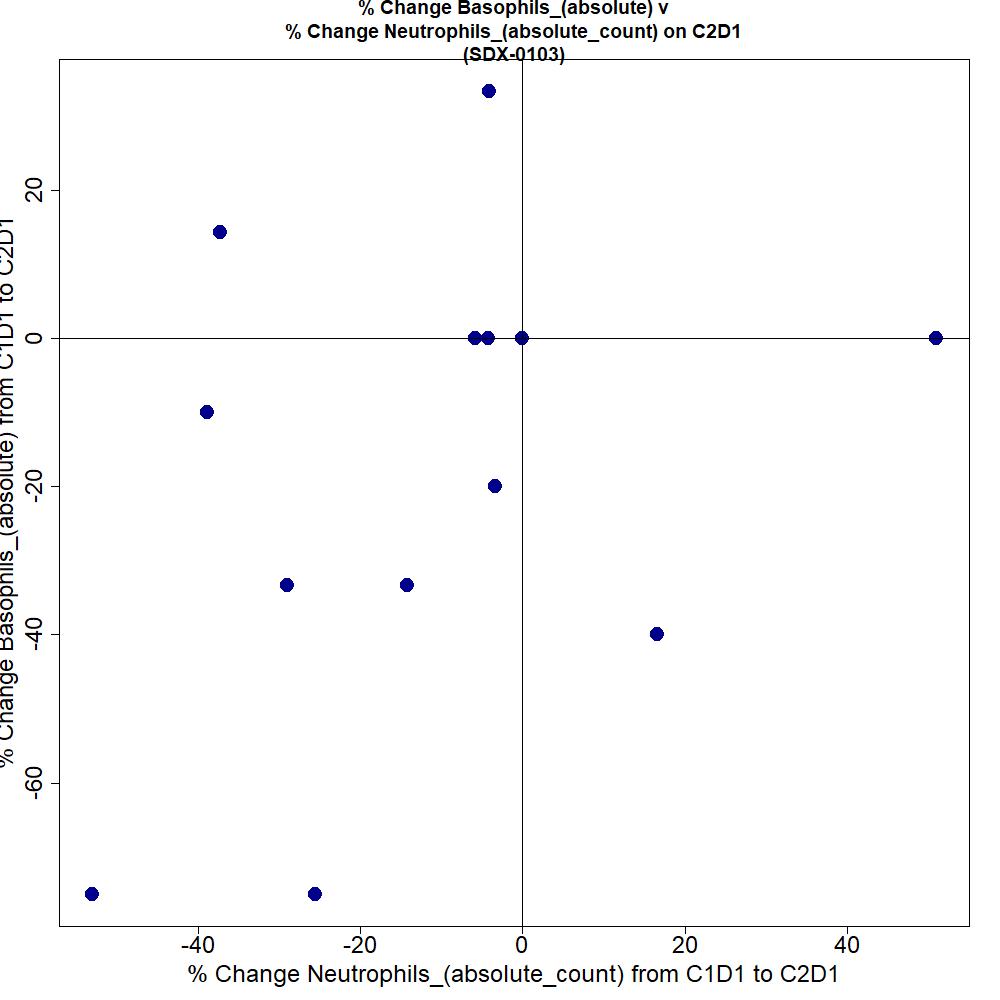 % Change Basophils_(absolute) v
% Change Neutrophils_(absolute_count) on C2D1
(SDX-0103)
% Change Basophils_(absolute) from C1D1 to C2D1
20
0
-20
-40
-60
-40
-20
0
20
40
% Change Neutrophils_(absolute_count) from C1D1 to C2D1